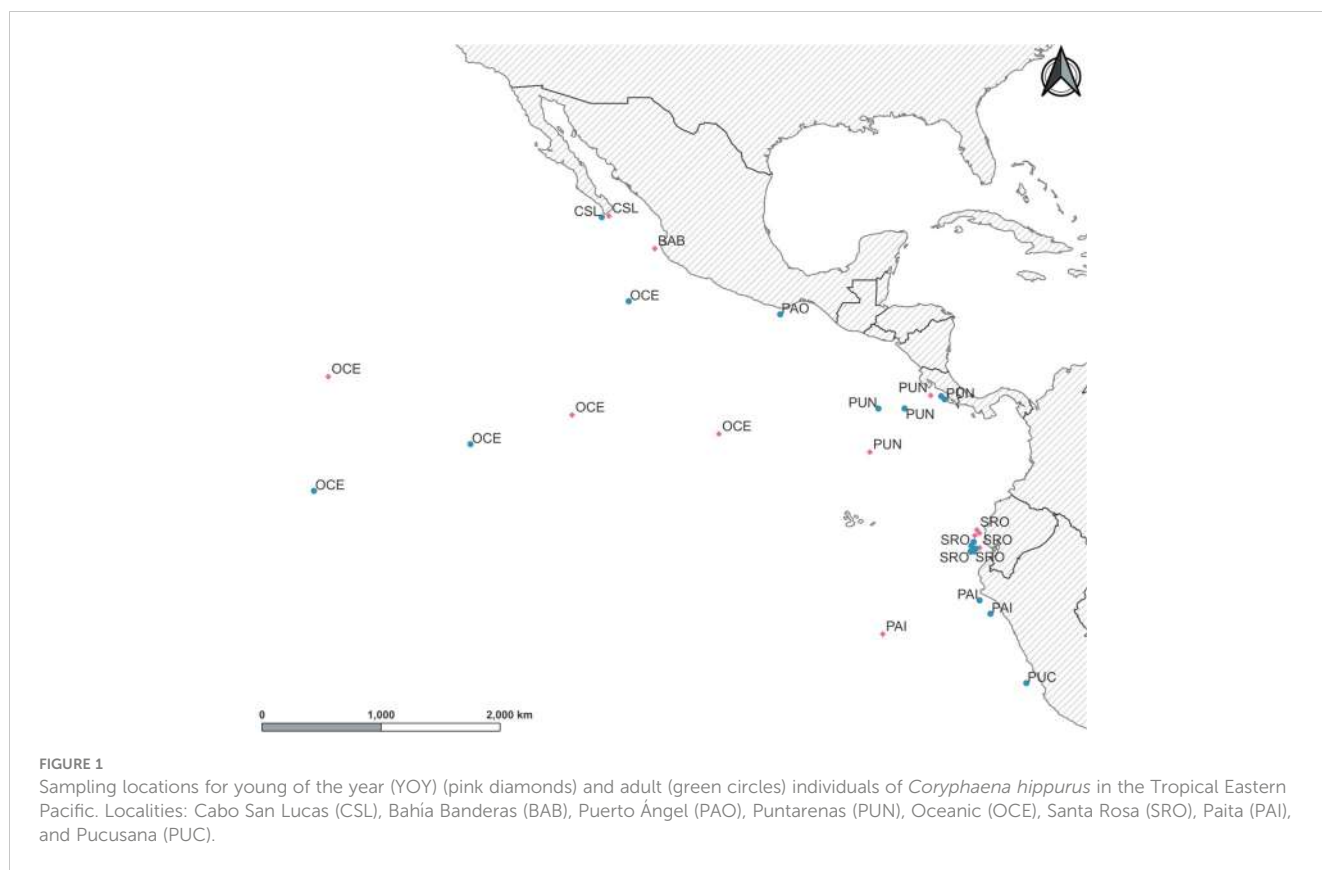 CSL
CSL
BAB
OCE
PAO
OCE
PUN
PUN
PUN
PUN
OCE
OCE
OCE
PUN
OCE
SRO
SRO
SRO
SRO
SRO
PAI
PAI
PAI
PUC
0 1,000 2,000 km
FIGURE 1
Sampling locations for young of the year (YOY) (pink diamonds) and adult (green circles) individuals of Coryphaena hippurus in the Tropical Eastern
Pacific. Localities: Cabo San Lucas (CSL), Bahía Banderas (BAB), Puerto Ángel (PAO), Puntarenas (PUN), Oceanic (OCE), Santa Rosa (SRO), Paita (PAI),
and Pucusana (PUC).